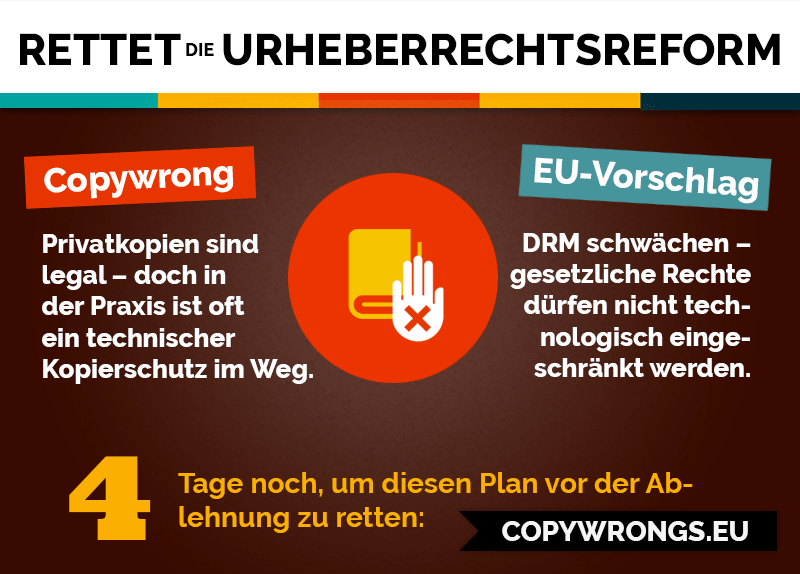 RETTET DIE URHEBERRECHTSREFORM
Copywrong
Privatkopien sind
legal – doch in
der Praxis ist oft
ein technischer
Kopierschutz im Weg.
EU-Vorschlag
DRM schwächen –
gesetzliche Rechte
dürfen nicht tech-
nologisch einge-
schränkt werden.
4
Tage noch, um diesen Plan vor der Ab-
lehnung zu retten:
COPYWRONGS.EU